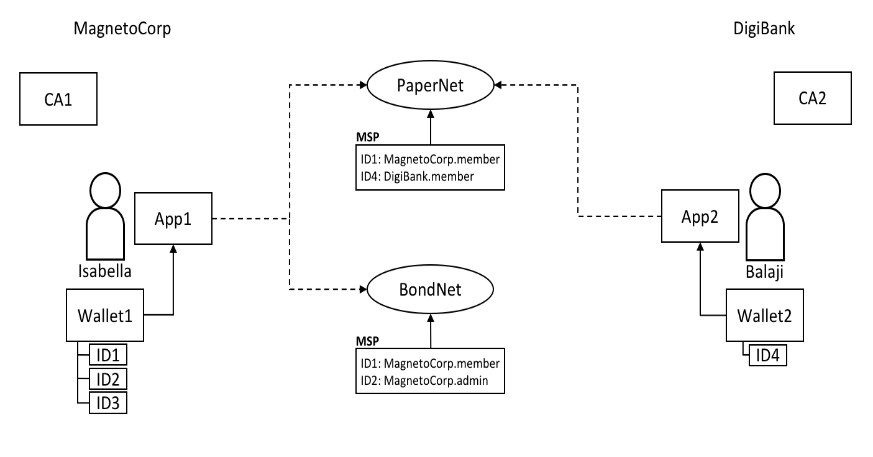 MagnetoCorp
DigiBank
CA1
PaperNet
CA2
MSP
ID1: MagnetoCorp.member
ID4: DigiBank.member
App1
App2
Isabella
Balaji
Wallet1
BondNet
Wallet2
MSP
ID1: MagnetoCorp.member
ID2: MagnetoCorp.admin
ID1
ID2
ID3
ID4